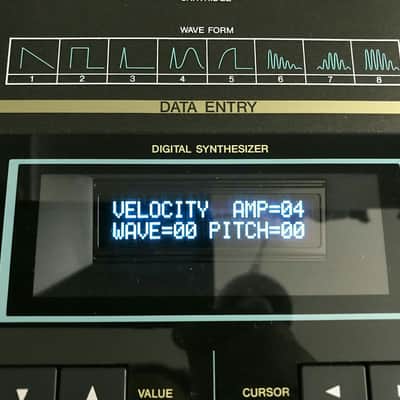 CARTRIDGE
WAVE FORM
1 2 3 4 5 6 7 8
DATA ENTRY
DIGITAL SYNTHESIZER
VELOCITY AMP=04
WAVE=00 PITCH=00
VALUE CURSOR